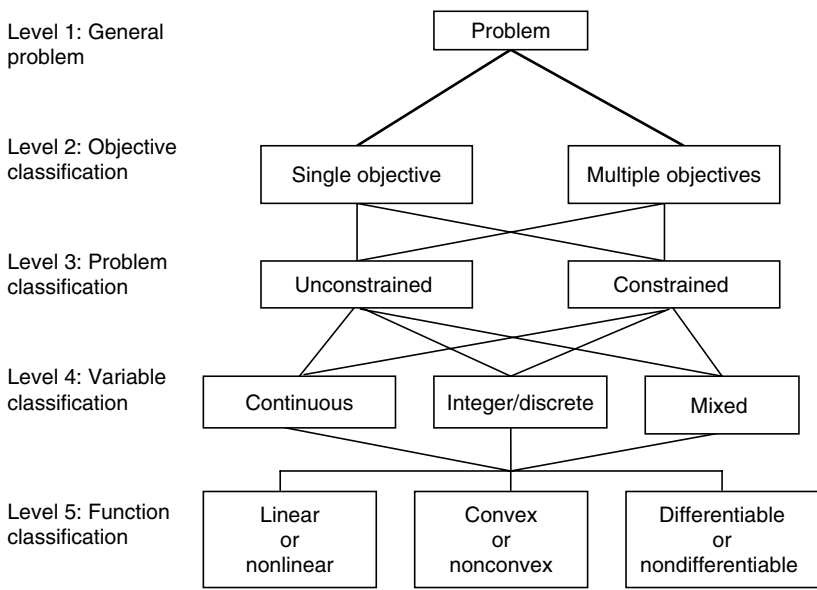 Level 1: General
problem
Problem
Level 2: Objective
classification
Single objective
Multiple objectives
Level 3: Problem
classification
Unconstrained
Constrained
Level 4: Variable
classification
Continuous
Integer/discrete
Mixed
Level 5: Function
classification
Linear
or
nonlinear
Convex
or
nonconvex
Differentiable
or
nondifferentiable